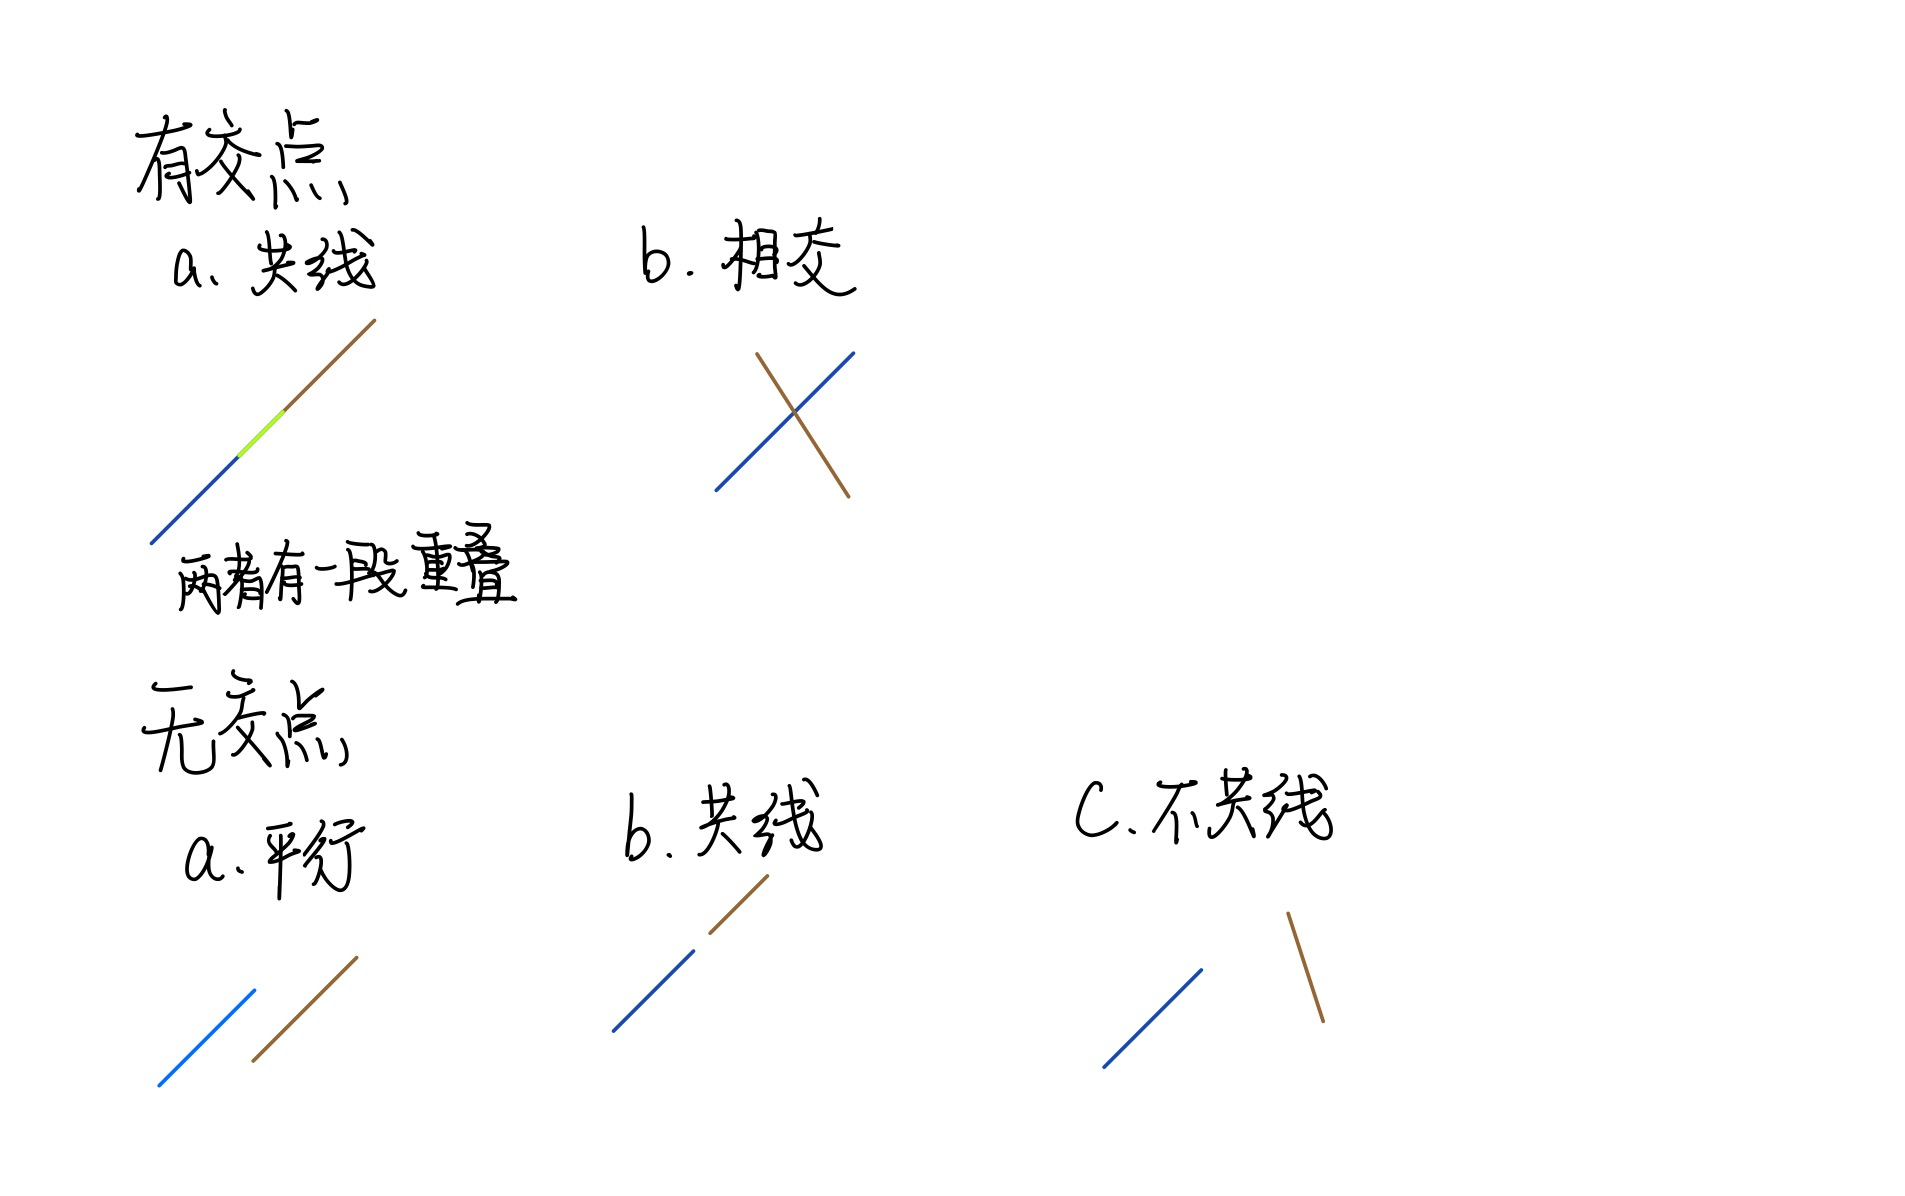 有交点
a. 共线
b. 相交
两者有一段重叠
无交点
a. 平行
b. 共线
c. 不共线